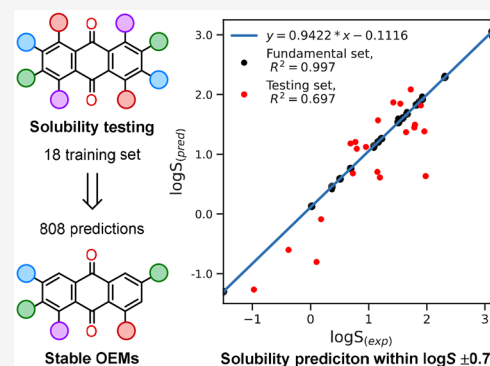 O
O
Solubility testing
18 training set
808 predictions
O
O
Stable OEMs
3.0
2.0
1.0
0.0
-1.0
logS(pred)
y = 0.9422 * x − 0.1116
Fundamental set,
R² = 0.997
Testing set,
R² = 0.697
−1
0
1
2
3
logS(exp)
Solubility prediciton within logS ±0.7